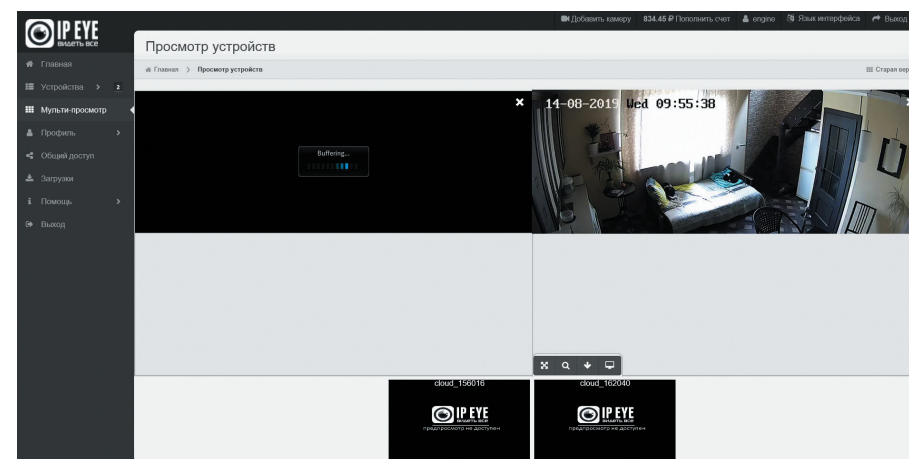 IP EYE
видеть все
Добавить камеру 834.45 ₽ Пополнить счет engine Язык интерфейса Выход
Просмотр устройств
Главная > Просмотр устройств
Старая вер
Главная
Устройства > 2
Мульти-просмотр
Профиль >
Общий доступ
Загрузки
Помощь >
Выход
Buffering...
14-08-2019 Wed 09:55:38
cloud_156016
IP EYE
видеть все
предпросмотр не доступен
cloud_162040
IP EYE
видеть все
предпросмотр не доступен